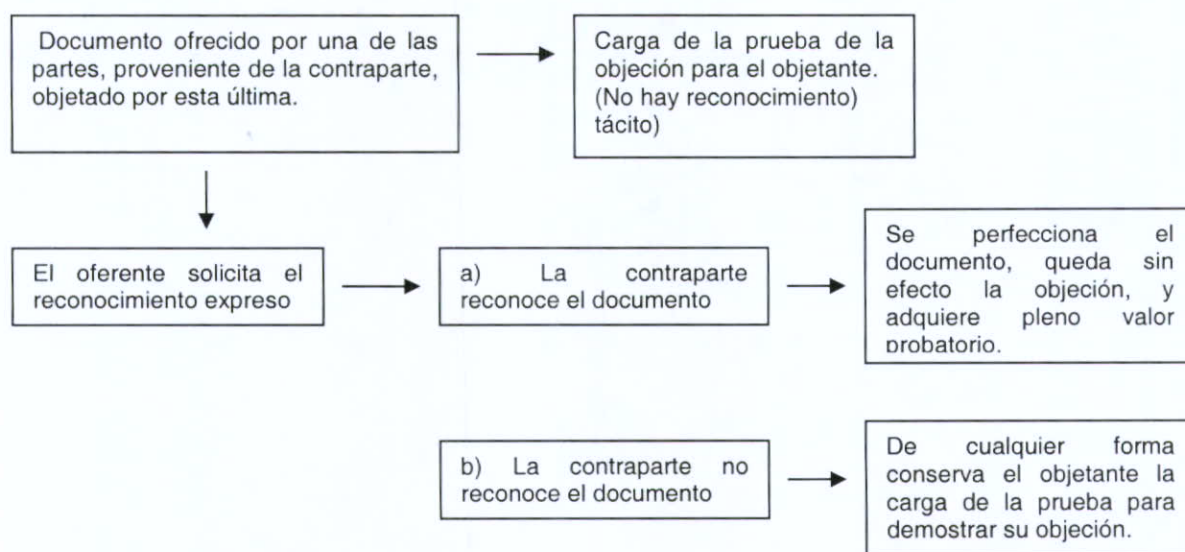 Documento ofrecido por una de las
partes, proveniente de la contraparte,
objetado por esta última.
Carga de la prueba de la
objeción para el objetante.
(No hay reconocimiento)
tácito)
El oferente solicita el
reconocimiento expreso
a) La contraparte
reconoce el documento
Se perfecciona el
documento, queda sin
efecto la objeción, y
adquiere pleno valor
probatorio.
b) La contraparte no
reconoce el documento
De cualquier forma
conserva el objetante la
carga de la prueba para
demostrar su objeción.